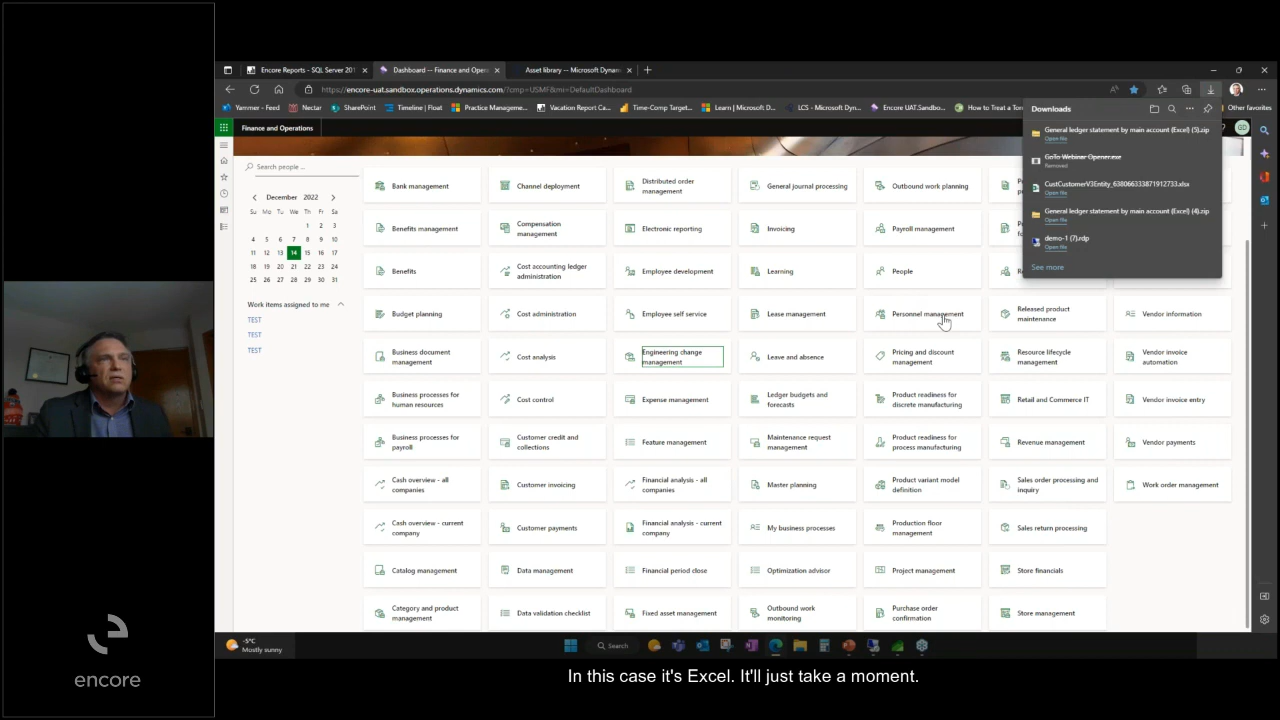 Encore Reports - SQL Server 201
Dashboard -- Finance and Opera
Asset library -- Microsoft Dynam
https://encore-uat.sandbox.operations.dynamics.com/?cmp=USMF&mi=DefaultDashboard
Yammer - Feed
Nectar
SharePoint
Timeline | Float
Practice Manageme...
Vacation Report Ca...
Time-Comp Target...
Learn | Microsoft D...
LCS - Microsoft Dyn...
Encore UAT.Sandbo...
How to Treat a Torn
Other favorites
Finance and Operations
GD
Downloads
General ledger statement by main account (Excel) (5).zip
Open file
GoTo Webinar Opener.exe
Removed
CustCustomerV3Entity_638066333871912733.xlsx
Open file
General ledger statement by main account (Excel) (4).zip
Open file
demo-1 (7).rdp
Open file
See more
Search people ...
December 2022
Su Mo Tu We Th Fr Sa
1 2 3
4 5 6 7 8 9 10
11 12 13 14 15 16 17
18 19 20 21 22 23 24
25 26 27 28 29 30 31
Work items assigned to me
TEST
TEST
TEST
Bank management
Channel deployment
Distributed order
management
General journal processing
Outbound work planning
Benefits management
Compensation
management
Electronic reporting
Invoicing
Payroll management
Benefits
Cost accounting ledger
administration
Employee development
Learning
People
Budget planning
Cost administration
Employee self service
Lease management
Personnel management
Released product
maintenance
Vendor information
Business document
management
Cost analysis
Engineering change
management
Leave and absence
Pricing and discount
management
Resource lifecycle
management
Vendor invoice
automation
Business processes for
human resources
Cost control
Expense management
Ledger budgets and
forecasts
Product readiness for
discrete manufacturing
Retail and Commerce IT
Vendor invoice entry
Business processes for
payroll
Customer credit and
collections
Feature management
Maintenance request
management
Product readiness for
process manufacturing
Revenue management
Vendor payments
Cash overview - all
companies
Customer invoicing
Financial analysis - all
companies
Master planning
Product variant model
definition
Sales order processing and
inquiry
Work order management
Cash overview - current
company
Customer payments
Financial analysis - current
company
My business processes
Production floor
management
Sales return processing
Catalog management
Data management
Financial period close
Optimization advisor
Project management
Store financials
Category and product
management
Data validation checklist
Fixed asset management
Outbound work
monitoring
Purchase order
confirmation
Store management
-5°C
Mostly sunny
Search
encore
In this case it's Excel. It'll just take a moment.